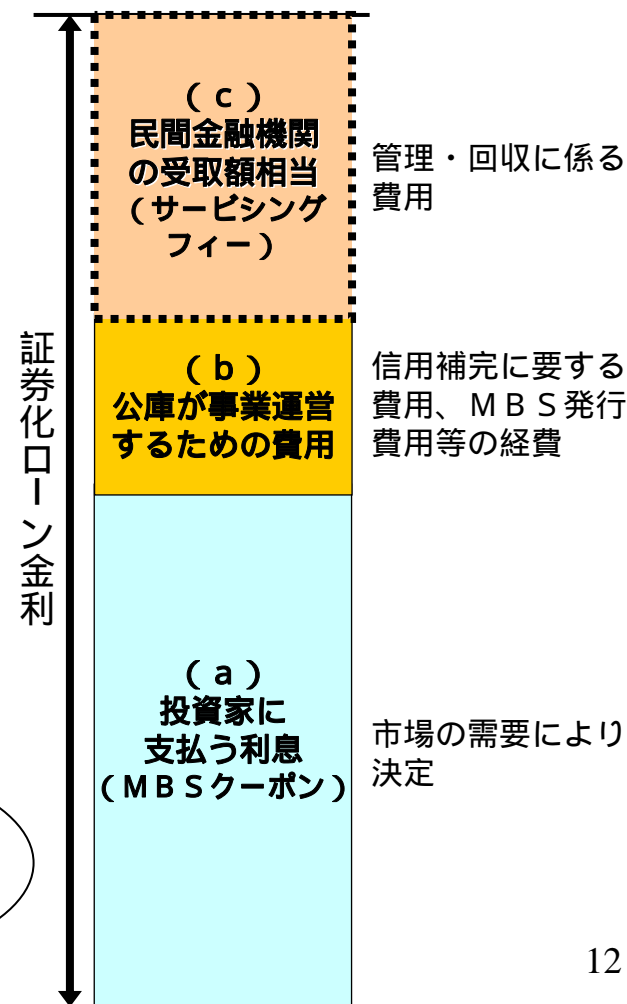 証券化ローン金利
（ｃ）
民間金融機関
の受取額相当
（サービシング
フィー）
管理・回収に係る
費用
（ｂ）
公庫が事業運営
するための費用
信用補完に要する
費用、ＭＢＳ発行
費用等の経費
（ａ）
投資家に
支払う利息
（ＭＢＳクーポン）
市場の需要により
決定
12